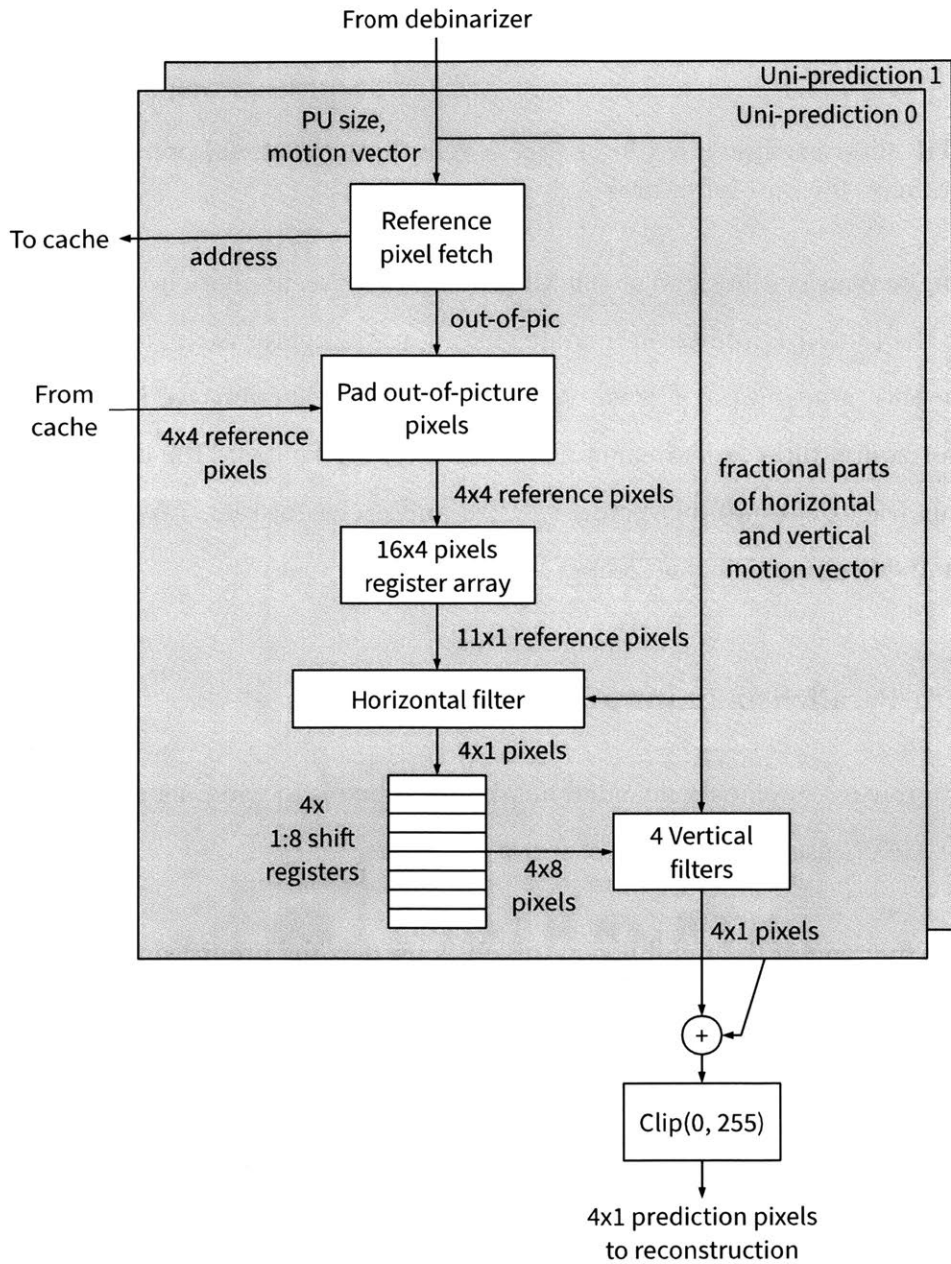 From debinarizer
Uni-prediction 1
Uni-prediction 0
PU size,
motion vector
Reference
pixel fetch
To cache
address
out-of-pic
Pad out-of-picture
pixels
From
cache
4x4 reference
pixels
4x4 reference pixels
fractional parts
of horizontal
and vertical
motion vector
16x4 pixels
register array
11x1 reference pixels
Horizontal filter
4x1 pixels
4x
1:8 shift
registers
4x8
pixels
4 Vertical
filters
4x1 pixels
+
Clip(0, 255)
4x1 prediction pixels
to reconstruction